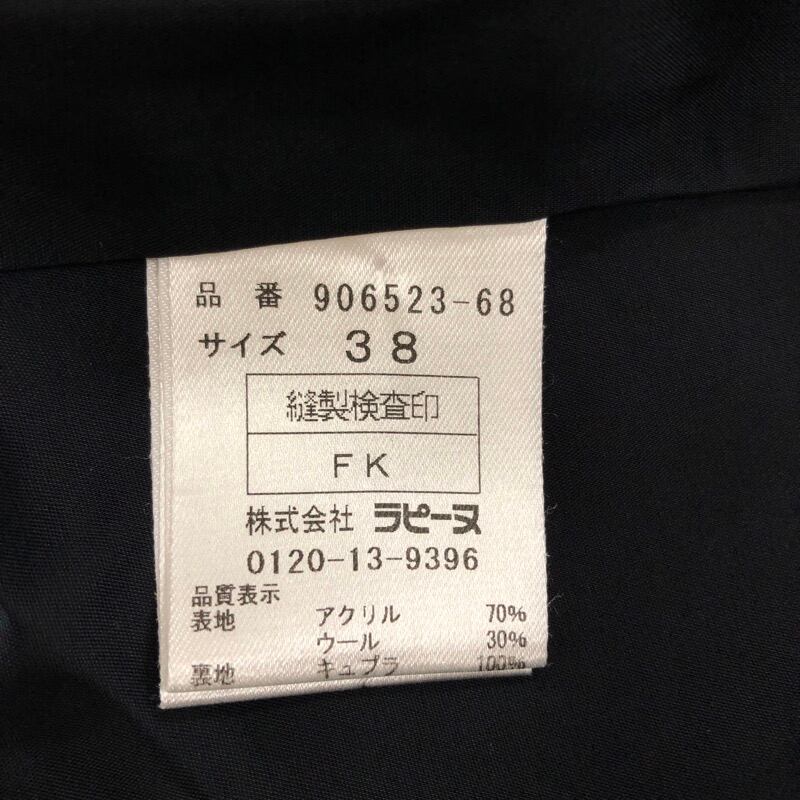 品番 906523-68
サイズ 38
縫製検査印
FK
株式会社 ラピーヌ
0120-13-9396
品質表示
表地 アクリル 70%
ウール 30%
裏地 キュプラ 100%